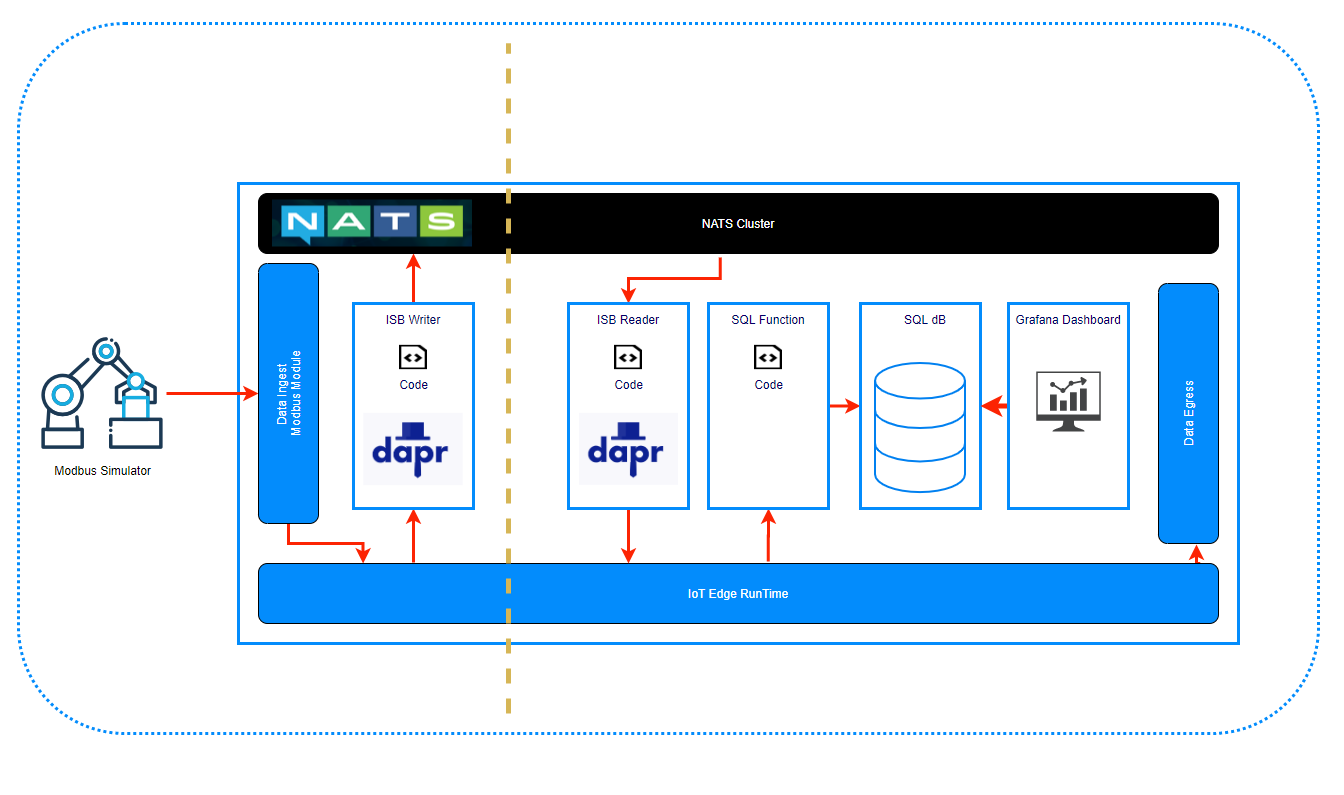 NATS
NATS Cluster
Modbus Simulator
Data Ingest
Modbus Module
ISB Writer
Code
dapr
ISB Reader
Code
dapr
SQL Function
Code
SQL dB
Grafana Dashboard
Data Egress
IoT Edge RunTime